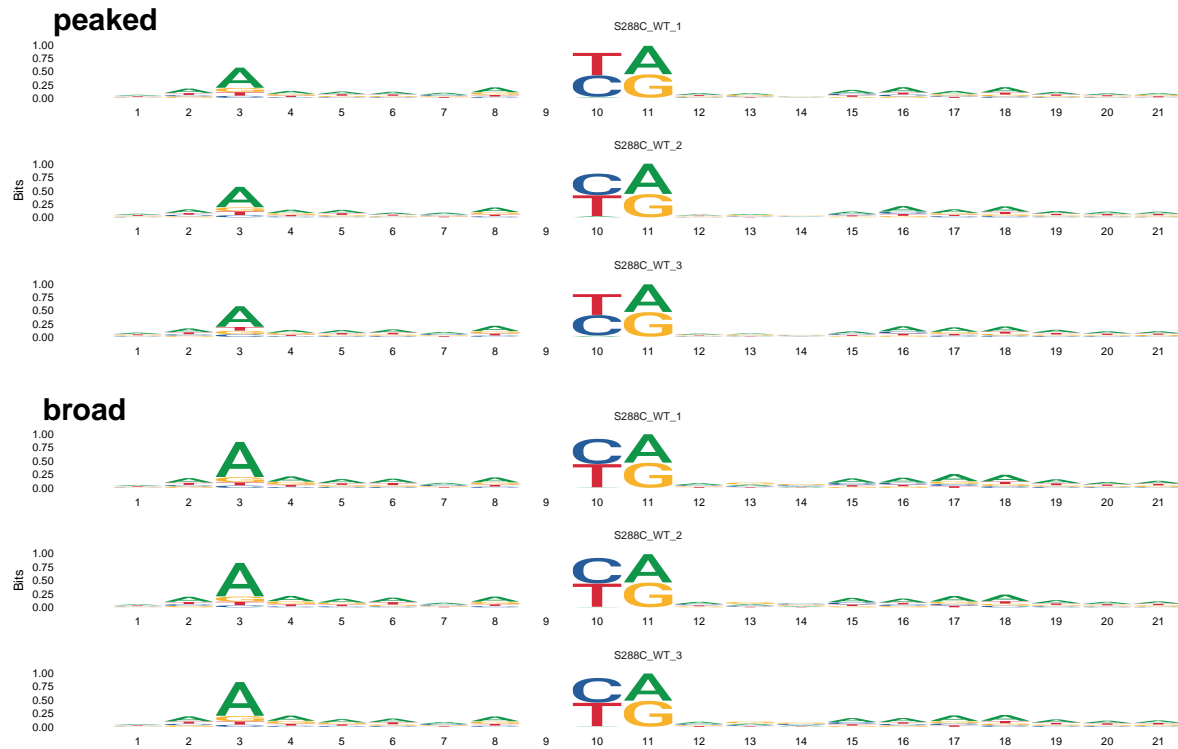 peaked
S288C_WT_1
1.00
0.75
0.50
0.25
0.00
T A
C G
A
1 2 3 4 5 6 7 8 9 10 11 12 13 14 15 16 17 18 19 20 21
S288C_WT_2
Bits
1.00
0.75
0.50
0.25
0.00
C A
T G
A
1 2 3 4 5 6 7 8 9 10 11 12 13 14 15 16 17 18 19 20 21
S288C_WT_3
1.00
0.75
0.50
0.25
0.00
T A
C G
A
1 2 3 4 5 6 7 8 9 10 11 12 13 14 15 16 17 18 19 20 21
broad
S288C_WT_1
1.00
0.75
0.50
0.25
0.00
C A
T G
A
1 2 3 4 5 6 7 8 9 10 11 12 13 14 15 16 17 18 19 20 21
S288C_WT_2
Bits
1.00
0.75
0.50
0.25
0.00
C A
T G
A
1 2 3 4 5 6 7 8 9 10 11 12 13 14 15 16 17 18 19 20 21
S288C_WT_3
1.00
0.75
0.50
0.25
0.00
C A
T G
A
1 2 3 4 5 6 7 8 9 10 11 12 13 14 15 16 17 18 19 20 21